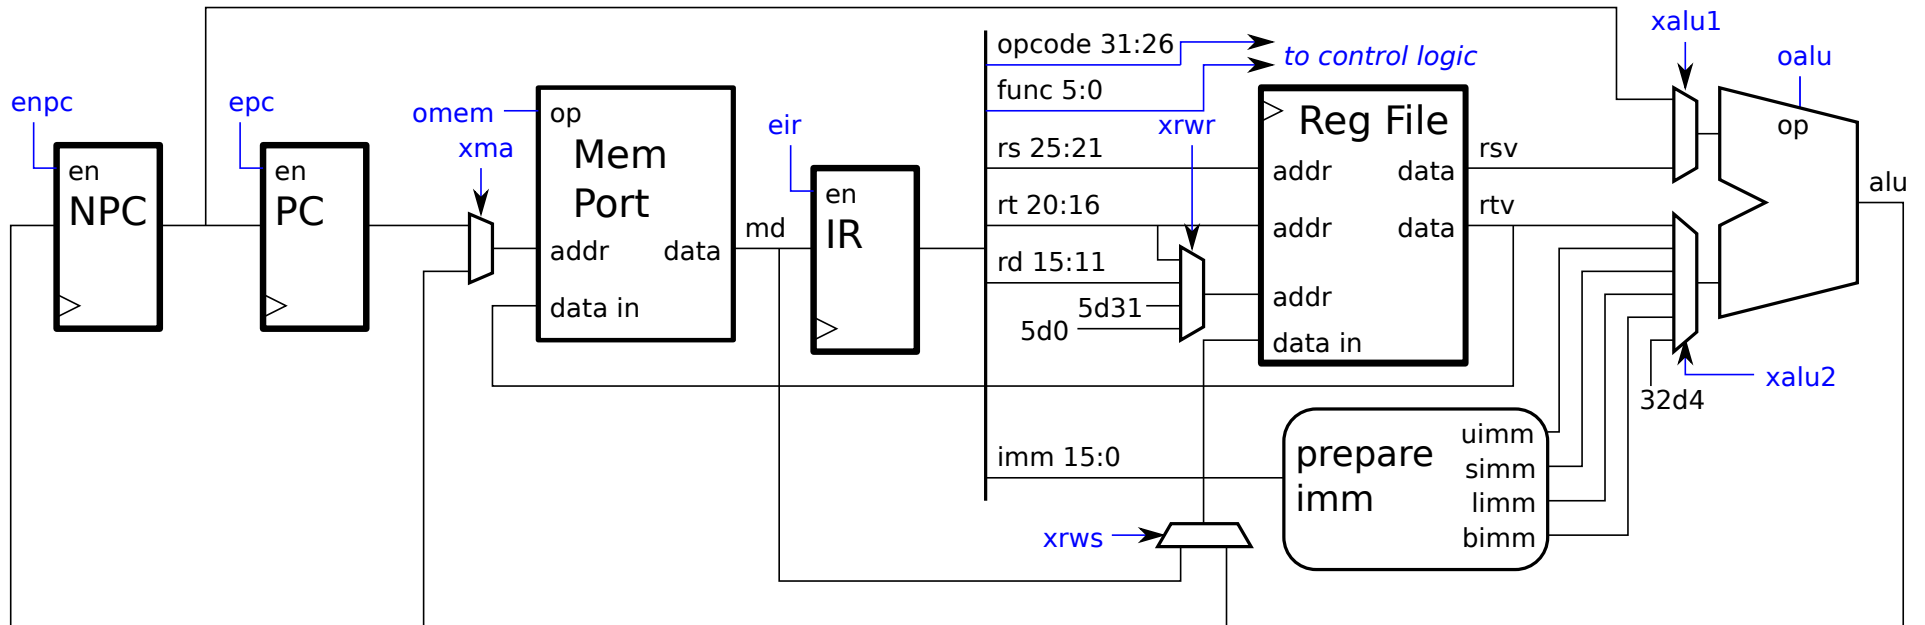 enpc
en
NPC
epc
en
PC
xma
omem
op
Mem
Port
addr
data
data in
md
eir
en
IR
opcode 31:26
func 5:0
to control logic
rs 25:21
rt 20:16
rd 15:11
5d31
5d0
imm 15:0
xrwr
Reg File
addr
data
addr
data
addr
data in
rsv
rtv
xrws
prepare
imm
uimm
simm
limm
bimm
xalu1
oalu
op
alu
xalu2
32d4